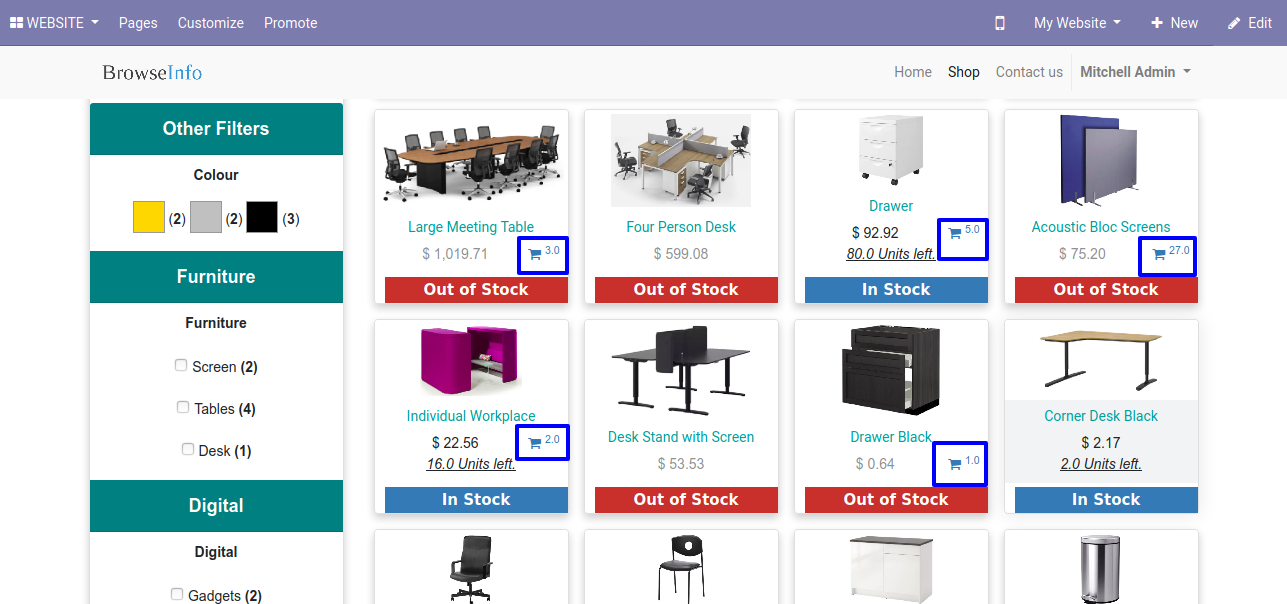 WEBSITE Pages Customize Promote My Website New Edit
BrowseInfo Home Shop Contact us Mitchell Admin
Other Filters
Colour
(2) (2) (3)
Furniture
Furniture
Screen (2)
Tables (4)
Desk (1)
Digital
Digital
Gadgets (2)
Large Meeting Table
$ 1,019.71
3.0
Out of Stock
Four Person Desk
$ 599.08
Out of Stock
Drawer
$ 92.92
5.0
80.0 Units left.
In Stock
Acoustic Bloc Screens
$ 75.20
27.0
Out of Stock
Individual Workplace
$ 22.56
2.0
16.0 Units left.
In Stock
Desk Stand with Screen
$ 53.53
Out of Stock
Drawer Black
$ 0.64
1.0
Out of Stock
Corner Desk Black
$ 2.17
2.0 Units left.
In Stock